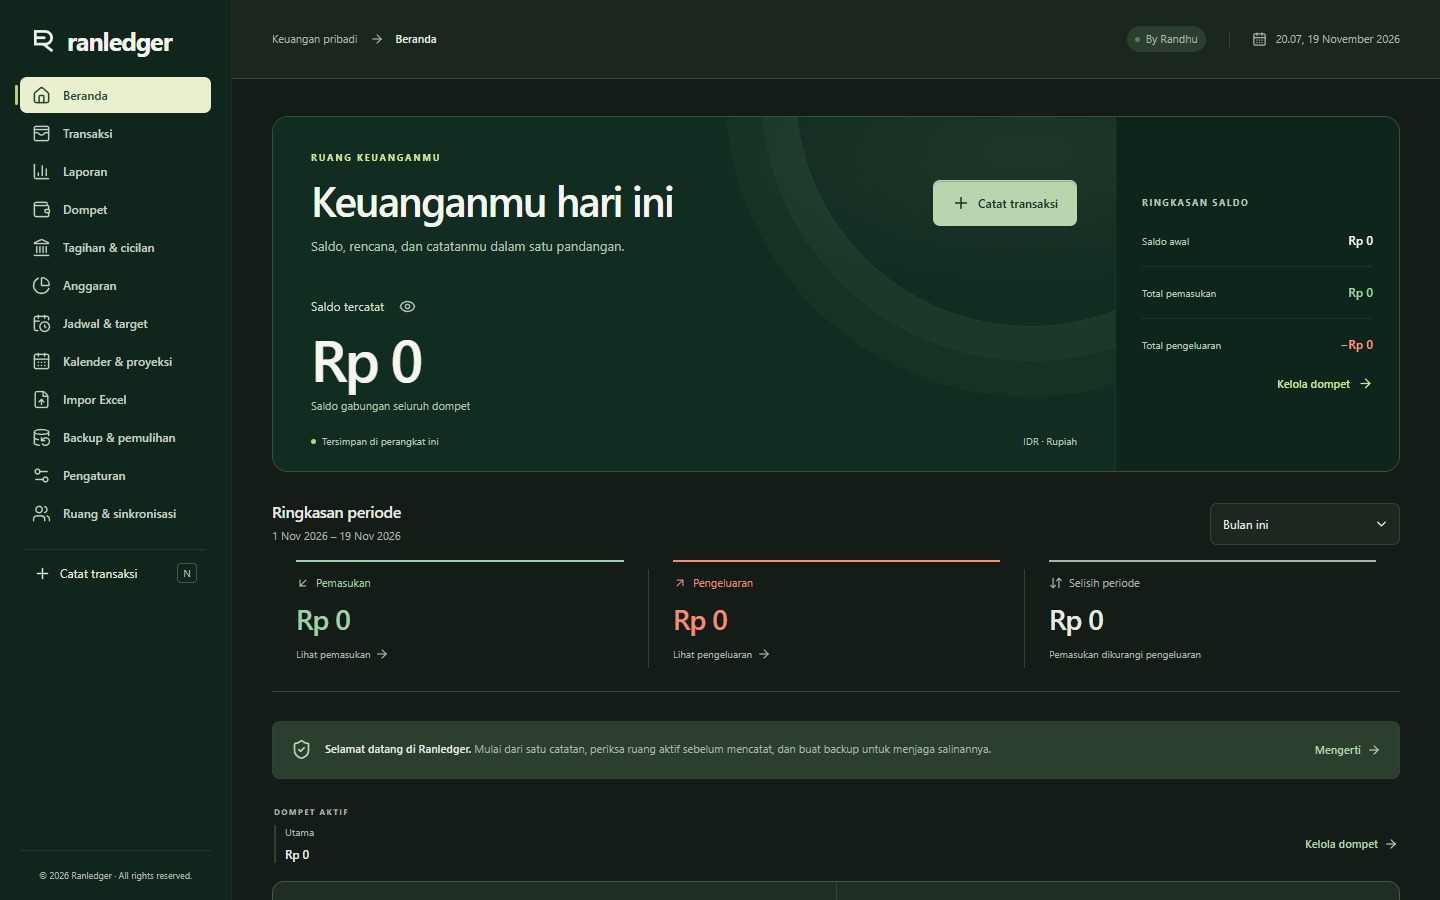 ranledger
Beranda
Transaksi
Laporan
Dompet
Tagihan & cicilan
Anggaran
Jadwal & target
Kalender & proyeksi
Impor Excel
Backup & pemulihan
Pengaturan
Ruang & sinkronisasi
Catat transaksi N
© 2026 Ranledger · All rights reserved.
Keuangan pribadi → Beranda
By Randhu
20.07, 19 November 2026
RUANG KEUANGANMU
Keuanganmu hari ini
Saldo, rencana, dan catatanmu dalam satu pandangan.
Catat transaksi
Saldo tercatat
Rp 0
Saldo gabungan seluruh dompet
Tersimpan di perangkat ini
IDR · Rupiah
RINGKASAN SALDO
Saldo awal Rp 0
Total pemasukan Rp 0
Total pengeluaran −Rp 0
Kelola dompet →
Ringkasan periode
1 Nov 2026 – 19 Nov 2026
Bulan ini
Pemasukan
Rp 0
Lihat pemasukan →
Pengeluaran
Rp 0
Lihat pengeluaran →
Selisih periode
Rp 0
Pemasukan dikurangi pengeluaran
Selamat datang di Ranledger. Mulai dari satu catatan, periksa ruang aktif sebelum mencatat, dan buat backup untuk menjaga salinannya.
Mengerti →
DOMPET AKTIF
Utama
Rp 0
Kelola dompet →